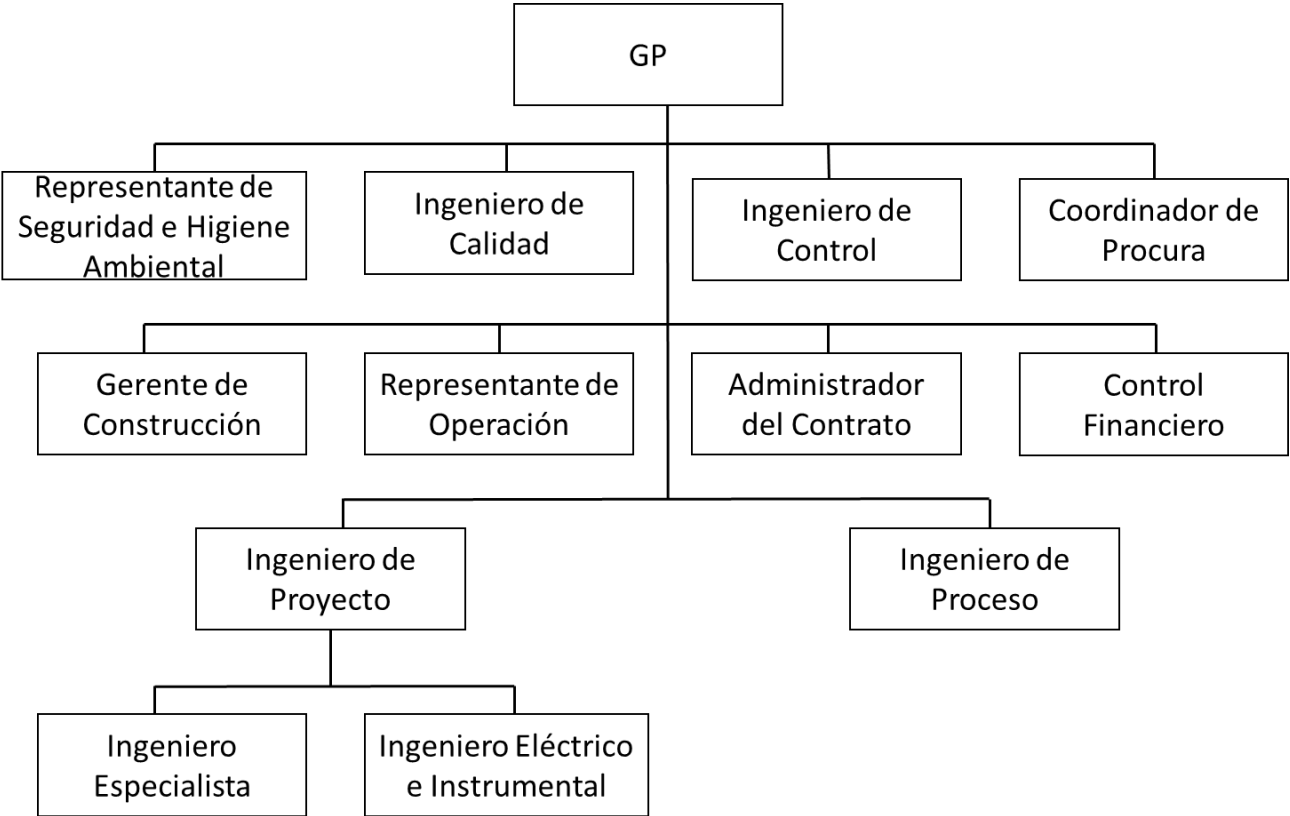 GP
Representante de
Seguridad e Higiene
Ambiental
Ingeniero de
Calidad
Ingeniero de
Control
Coordinador de
Procura
Gerente de
Construcción
Representante de
Operación
Administrador
del Contrato
Control
Financiero
Ingeniero de
Proyecto
Ingeniero de
Proceso
Ingeniero
Especialista
Ingeniero Eléctrico
e Instrumental